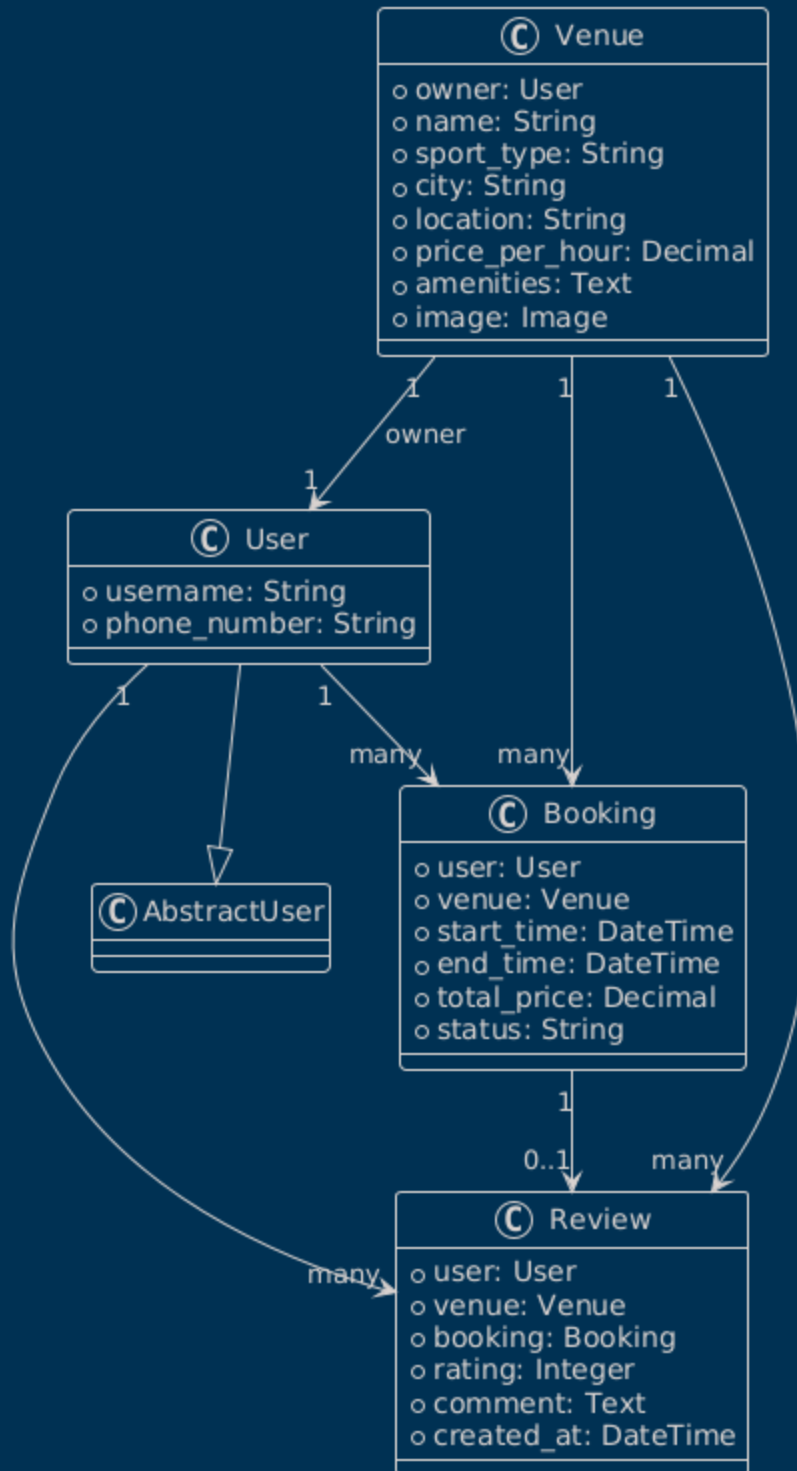 C Venue
owner: User
name: String
sport_type: String
city: String
location: String
price_per_hour: Decimal
amenities: Text
image: Image
1 1 1
owner
1
C User
username: String
phone_number: String
1 1
many many
C Booking
user: User
venue: Venue
start_time: DateTime
end_time: DateTime
total_price: Decimal
status: String
C AbstractUser
1
0..1 many
C Review
many
user: User
venue: Venue
booking: Booking
rating: Integer
comment: Text
created_at: DateTime